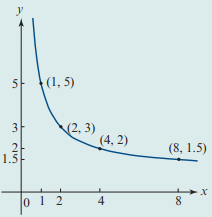 y
5
(1, 5)
3
(2, 3)
2
(4, 2)
(8, 1.5)
1.5
x
0 1 2 4 8